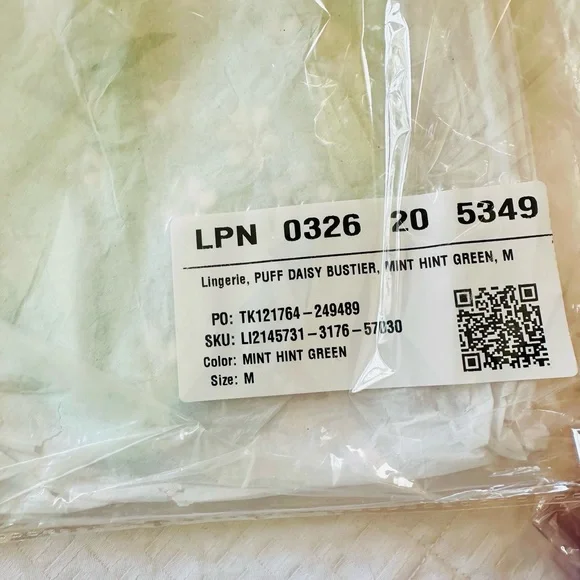 LPN 0326 20 5349
Lingerie, PUFF DAISY BUSTIER, MINT HINT GREEN, M
PO: TK121764-249489
SKU: LI2145731-3176-57030
Color: MINT HINT GREEN
Size: M